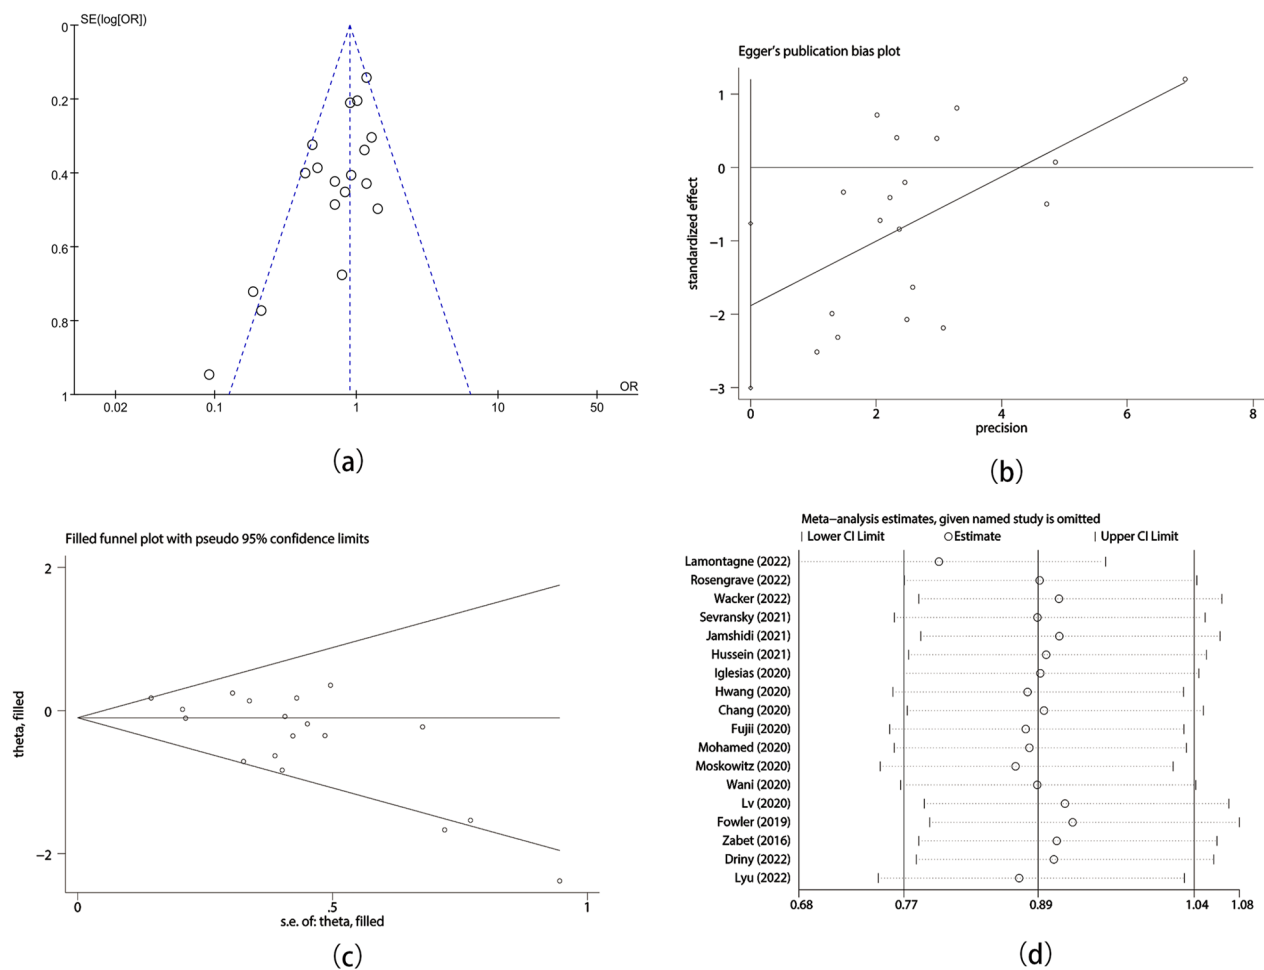 SE(log[OR])
0
0.2
0.4
0.6
0.8
1
OR
0.02
0.1
1
10
50
(a)
Egger's publication bias plot
standardized effect
1
0
−1
−2
−3
0
2
4
6
8
precision
(b)
Filled funnel plot with pseudo 95% confidence limits
theta, filled
2
0
−2
0
.5
1
s.e. of: theta, filled
(c)
Meta−analysis estimates, given named study is omitted
Lower CI Limit
Estimate
Upper CI Limit
Lamontagne (2022)
Rosengrave (2022)
Wacker (2022)
Sevransky (2021)
Jamshidi (2021)
Hussein (2021)
Iglesias (2020)
Hwang (2020)
Chang (2020)
Fujii (2020)
Mohamed (2020)
Moskowitz (2020)
Wani (2020)
Lv (2020)
Fowler (2019)
Zabet (2016)
Driny (2022)
Lyu (2022)
0.68
0.77
0.89
1.04
1.08
(d)